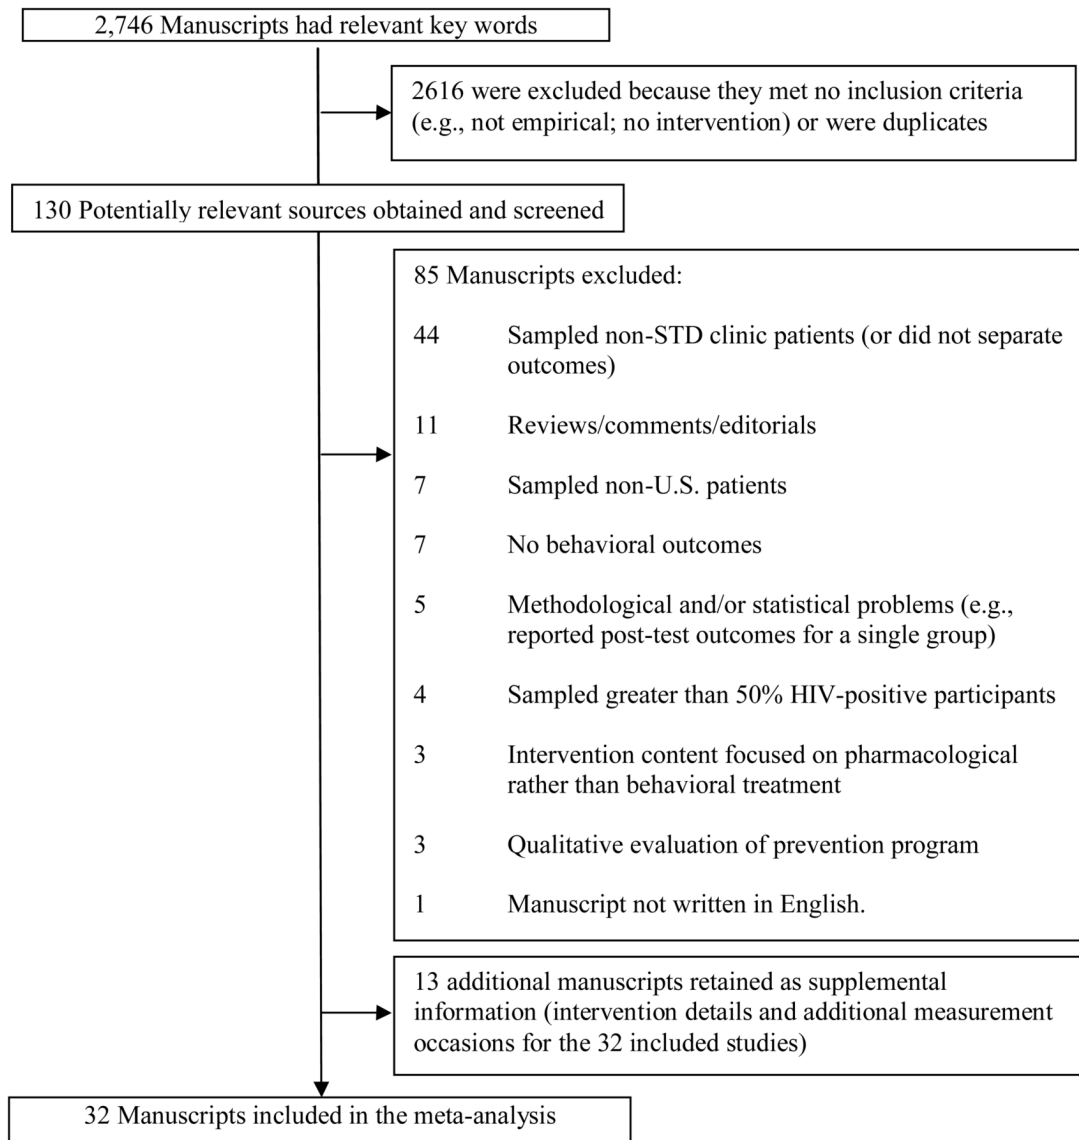 2,746 Manuscripts had relevant key words
2616 were excluded because they met no inclusion criteria
(e.g., not empirical; no intervention) or were duplicates
130 Potentially relevant sources obtained and screened
85 Manuscripts excluded:
44 Sampled non-STD clinic patients (or did not separate
outcomes)
11 Reviews/comments/editorials
7 Sampled non-U.S. patients
7 No behavioral outcomes
5 Methodological and/or statistical problems (e.g.,
reported post-test outcomes for a single group)
4 Sampled greater than 50% HIV-positive participants
3 Intervention content focused on pharmacological
rather than behavioral treatment
3 Qualitative evaluation of prevention program
1 Manuscript not written in English.
13 additional manuscripts retained as supplemental
information (intervention details and additional measurement
occasions for the 32 included studies)
32 Manuscripts included in the meta-analysis